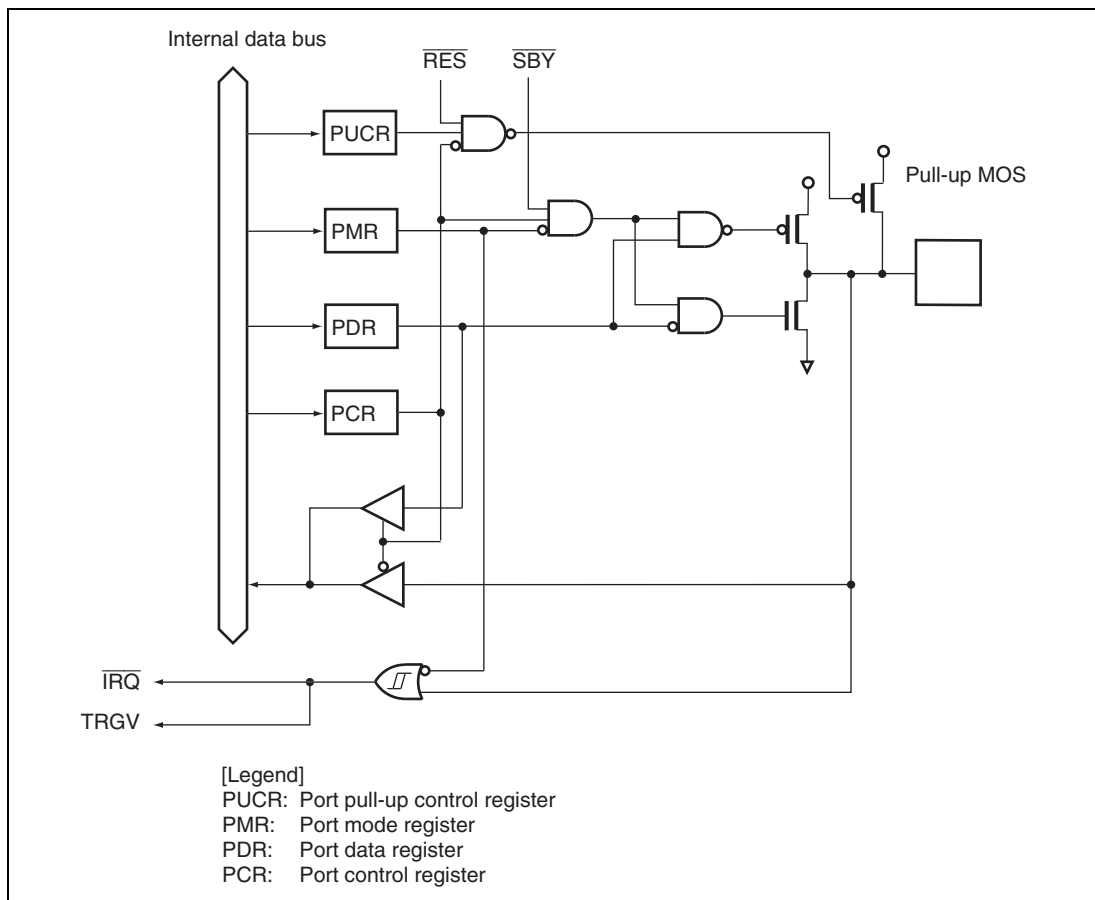 Internal data bus
RES
SBY
PUCR
Pull-up MOS
PMR
PDR
PCR
IRQ
TRGV
[Legend]
PUCR: Port pull-up control register
PMR: Port mode register
PDR: Port data register
PCR: Port control register